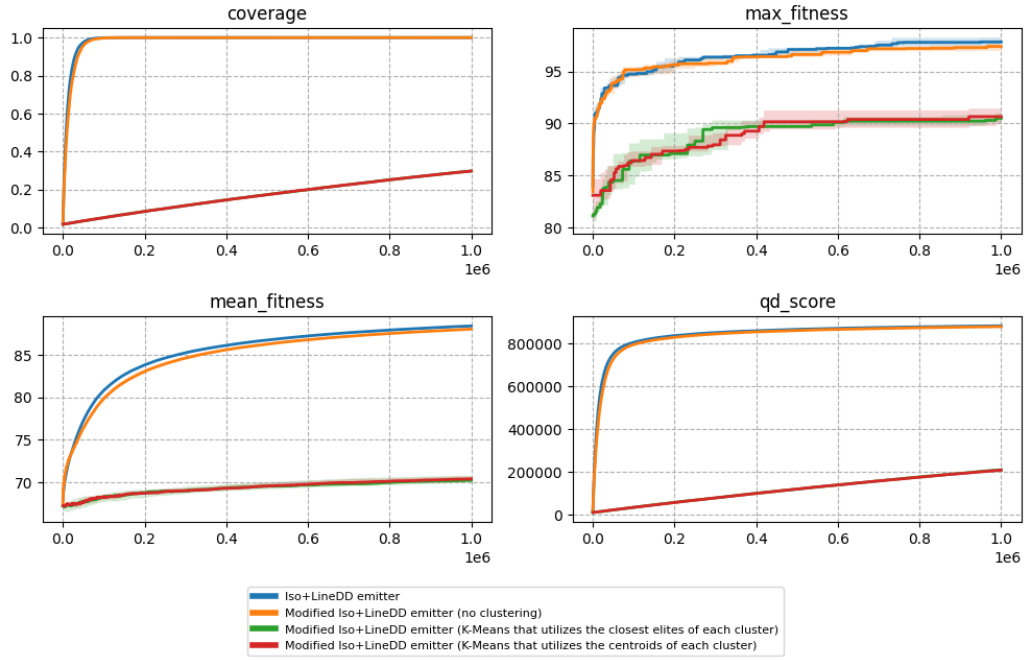 coverage
max_fitness
1.0
0.8
0.6
0.4
0.2
0.0
95
90
85
80
0.0 0.2 0.4 0.6 0.8 1.0
1e6
0.0 0.2 0.4 0.6 0.8 1.0
1e6
mean_fitness
qd_score
85
80
75
70
800000
600000
400000
200000
0
0.0 0.2 0.4 0.6 0.8 1.0
1e6
0.0 0.2 0.4 0.6 0.8 1.0
1e6
Iso+LineDD emitter
Modified Iso+LineDD emitter (no clustering)
Modified Iso+LineDD emitter (K-Means that utilizes the closest elites of each cluster)
Modified Iso+LineDD emitter (K-Means that utilizes the centroids of each cluster)